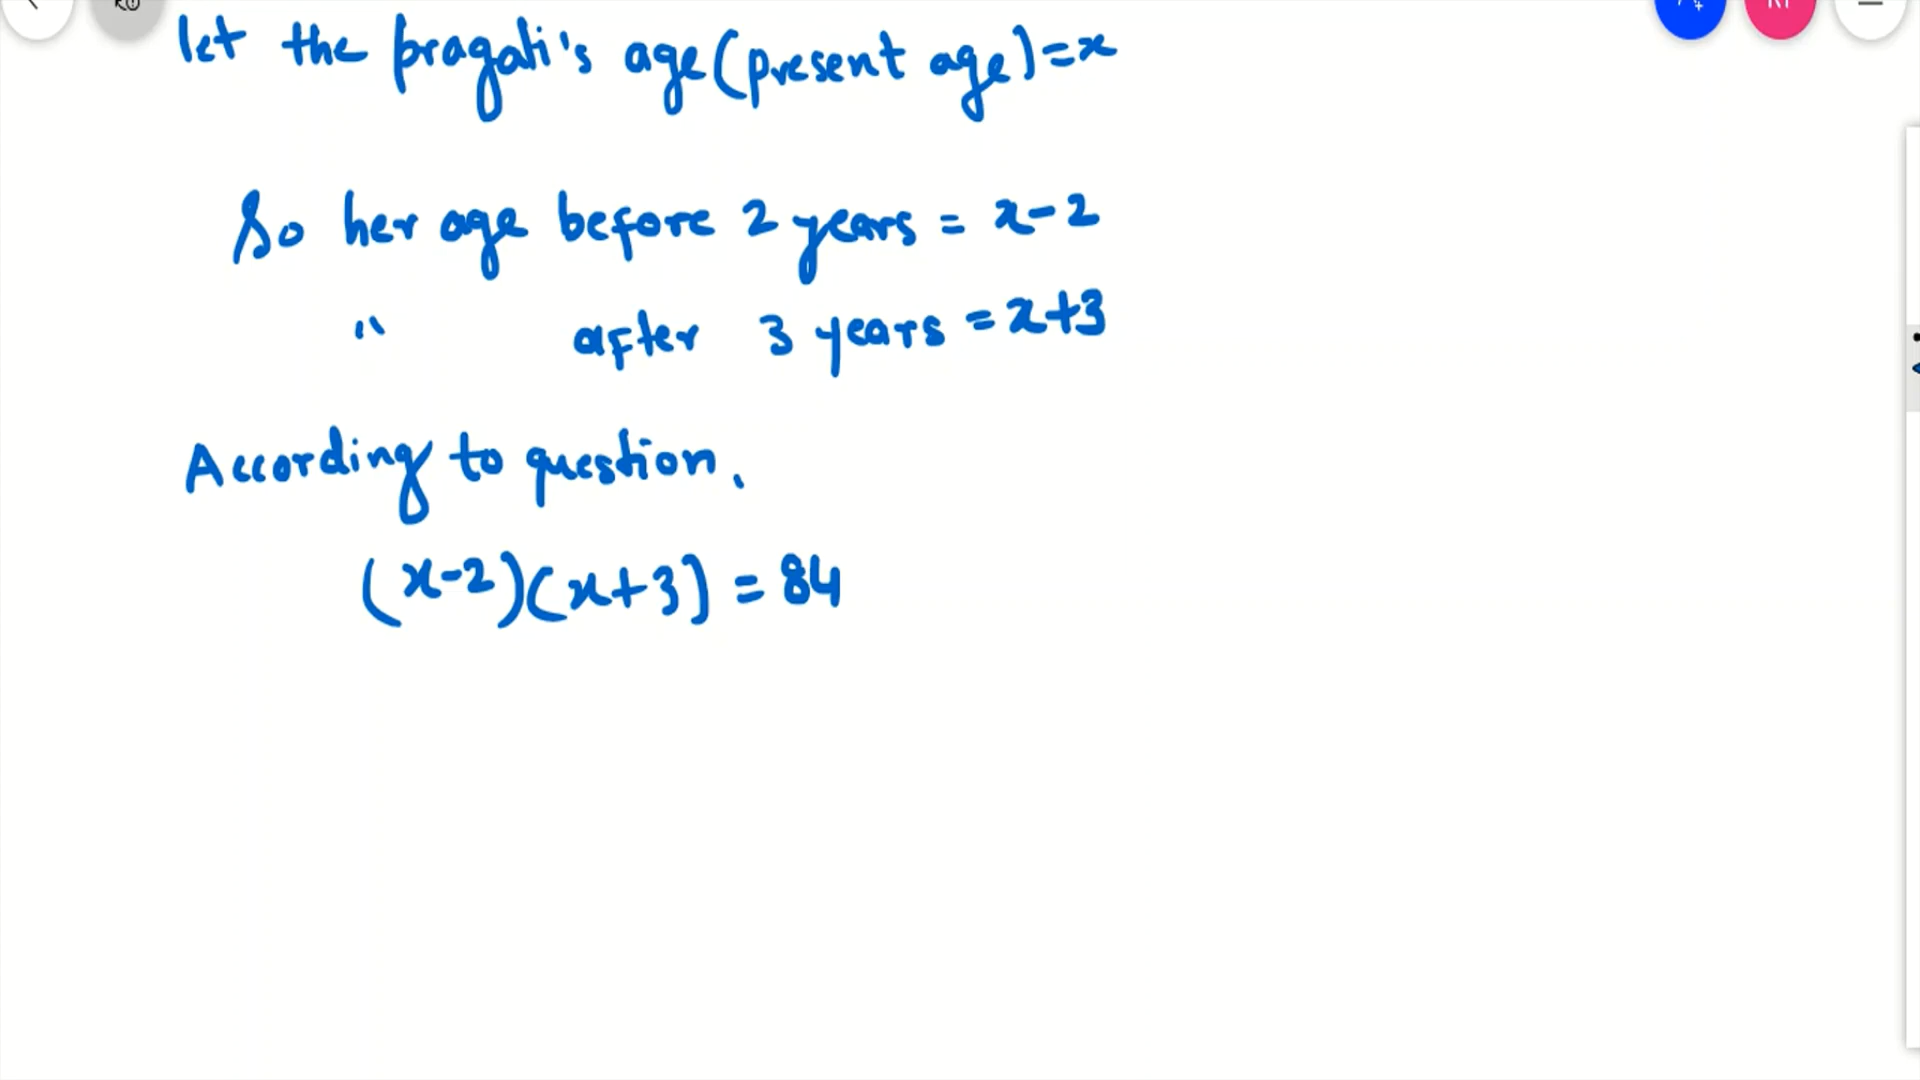 let the pragati's age (present age) = x
So her age before 2 years = x-2
" after 3 years = x+3
According to question,
(x-2)(x+3) = 84